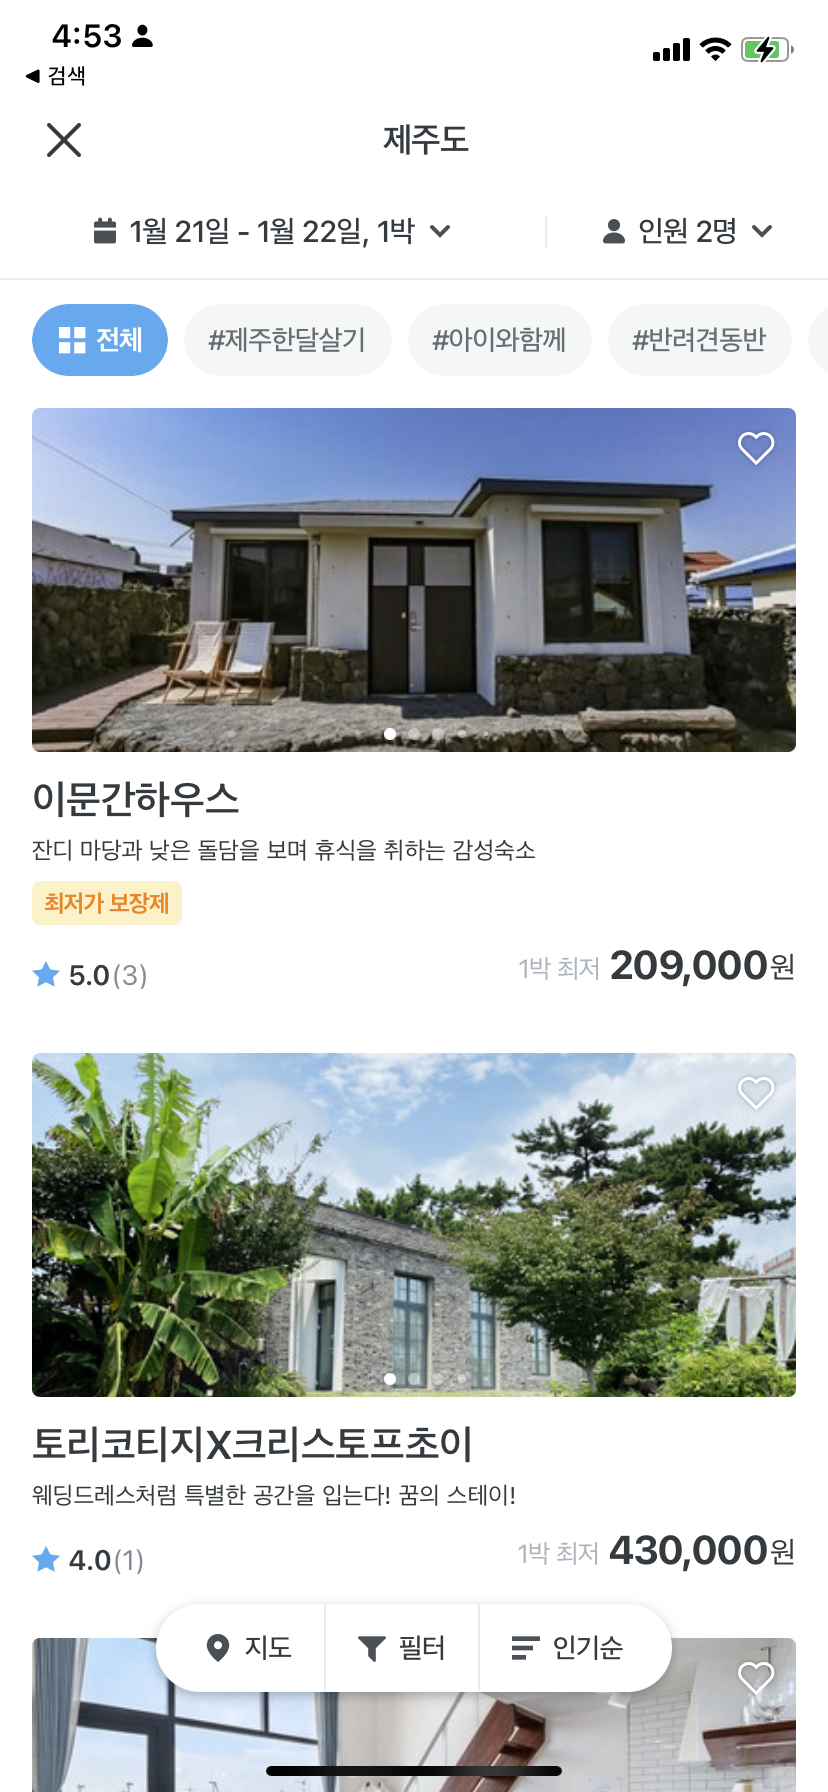 4:53
검색
제주도
1월 21일 - 1월 22일, 1박
인원 2명
전체
#제주한달살기
#아이와함께
#반려견동반
이문간하우스
잔디 마당과 낮은 돌담을 보며 휴식을 취하는 감성숙소
최저가 보장제
5.0(3)
1박 최저 209,000원
토리코티지X크리스토프초이
웨딩드레스처럼 특별한 공간을 입는다! 꿈의 스테이!
4.0(1)
1박 최저 430,000원
지도
필터
인기순